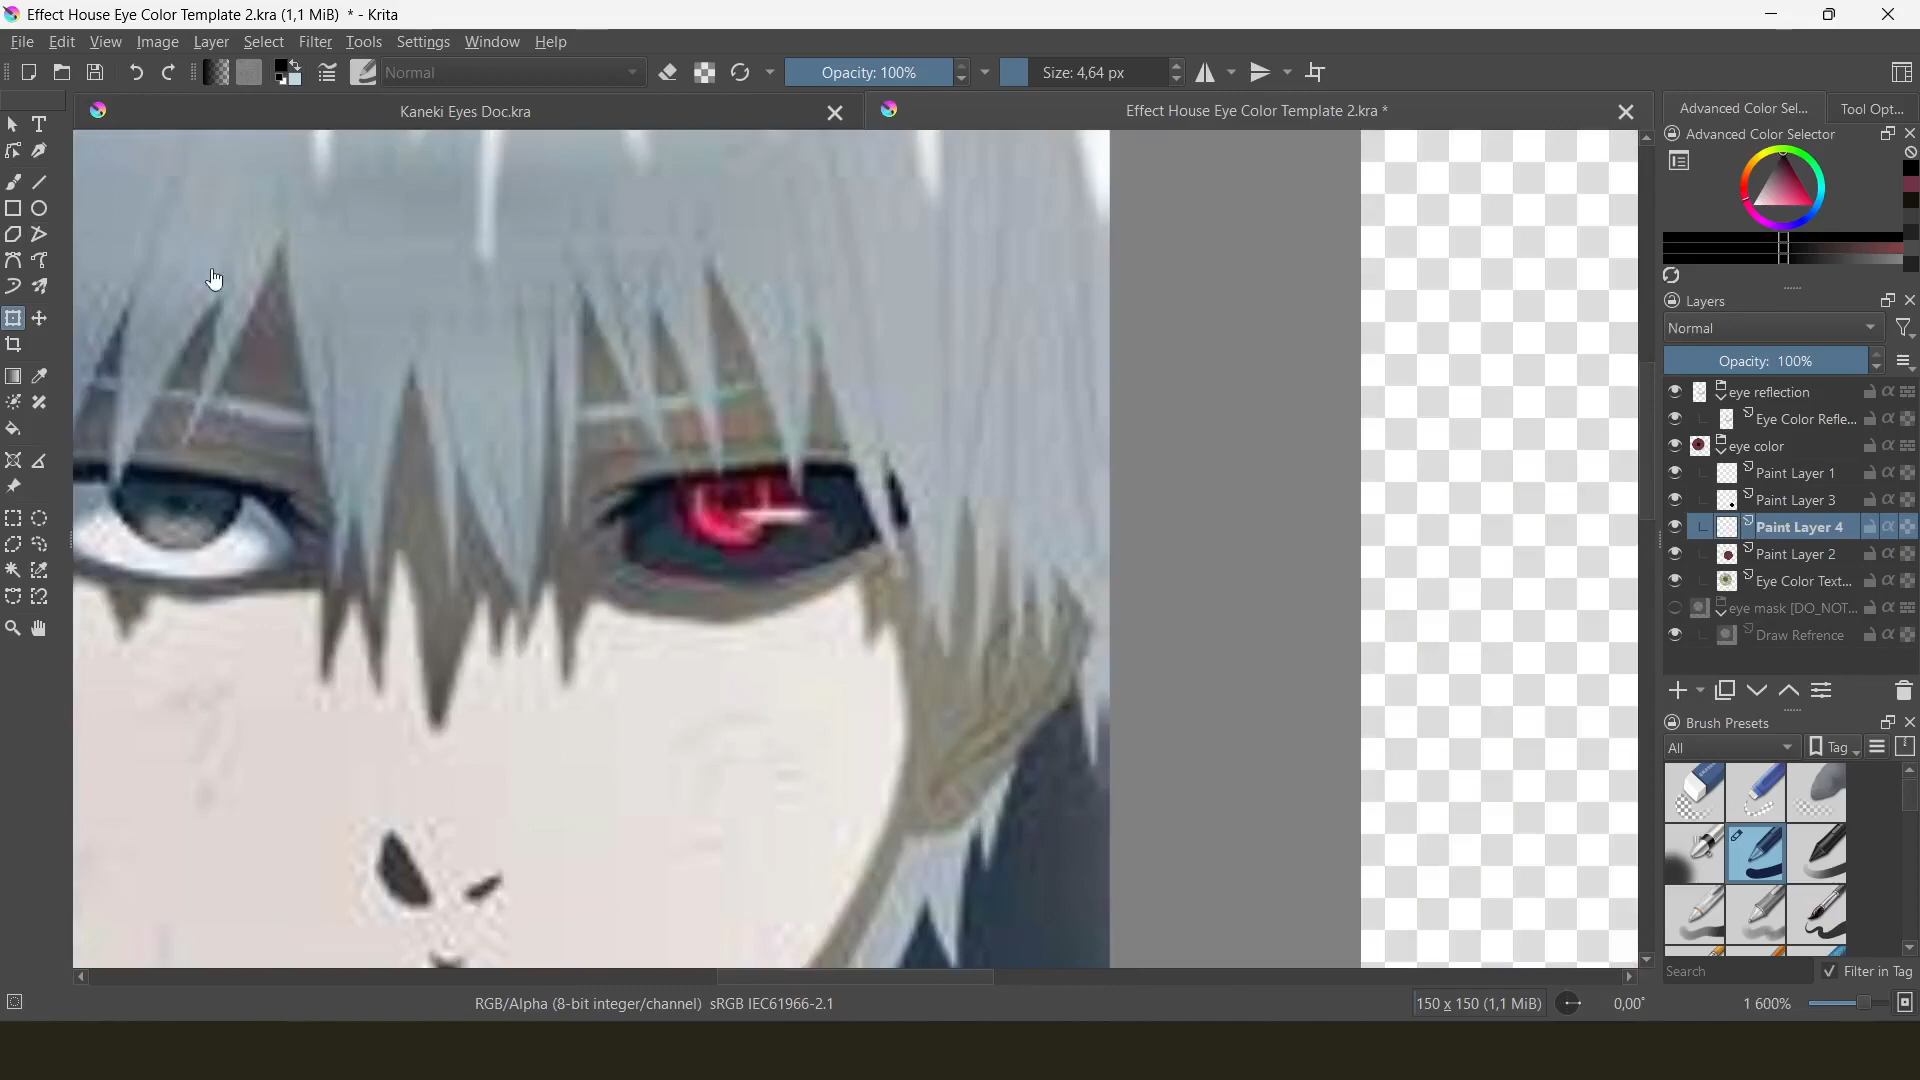 Effect House Eye Color Template 2.kra (1,1 MiB) * - Krita
File Edit View Image Layer Select Filter Tools Settings Window Help
Normal Opacity: 100% Size: 4,64 px
Kaneki Eyes Doc.kra Effect House Eye Color Template 2.kra *
Advanced Color Sel... Tool Opt...
Advanced Color Selector
Layers
Normal
Opacity: 100%
eye reflection
Eye Color Refle...
eye color
Paint Layer 1
Paint Layer 3
Paint Layer 4
Paint Layer 2
Eye Color Text...
eye mask [DO_NOT...
Draw Refrence
Brush Presets
All Tag
Search Filter in Tag
RGB/Alpha (8-bit integer/channel) sRGB IEC61966-2.1 150 x 150 (1,1 MiB) 0,00° 1 600%